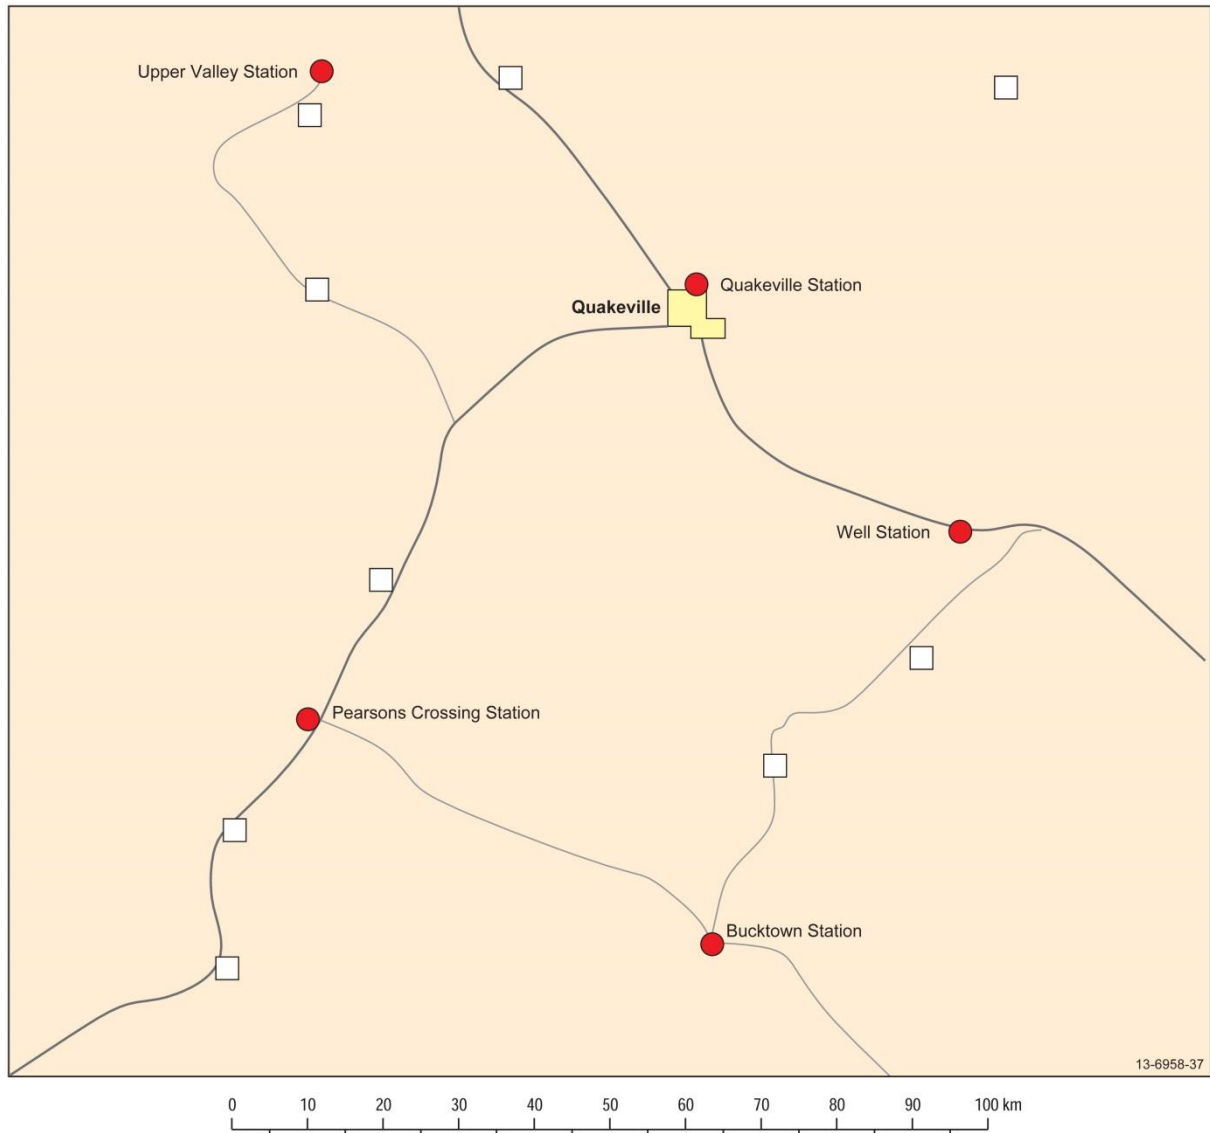 Upper Valley Station
Quakeville Station
Quakeville
Well Station
Pearsons Crossing Station
Bucktown Station
13-6958-37
0 10 20 30 40 50 60 70 80 90 100 km